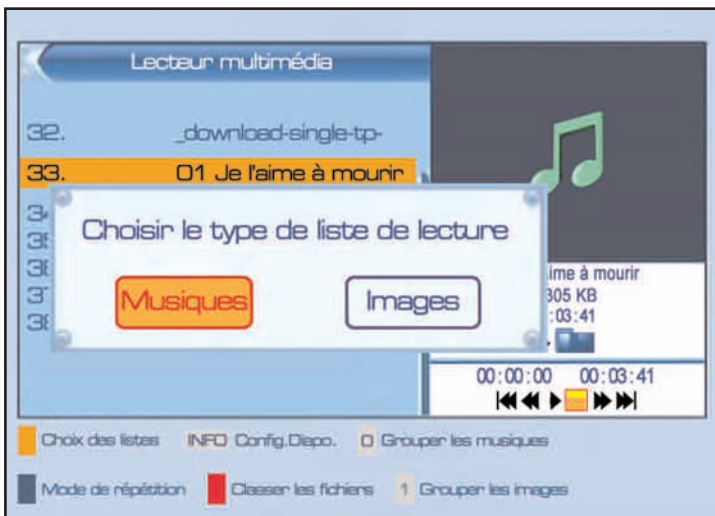 Lecteur multimédia
32. _download-single-tp-
33. 01 Je l'aime à mourir
Choisir le type de liste de lecture
Musiques Images
ime à mourir
305 KB
:03:41
00:00:00 00:03:41
Choix des listes INFO Config.Diapo. 0 Grouper les musiques
Mode de répétition Classer les fichiers 1 Grouper les images